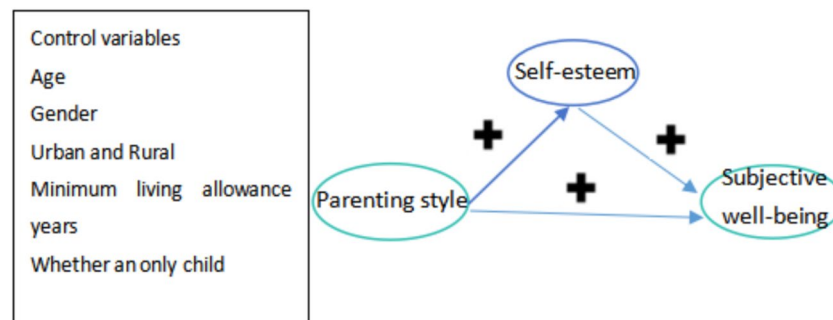 Control variables
Age
Gender
Urban and Rural
Minimum living allowance
years
Whether an only child
Self-esteem
Parenting style
Subjective
well-being